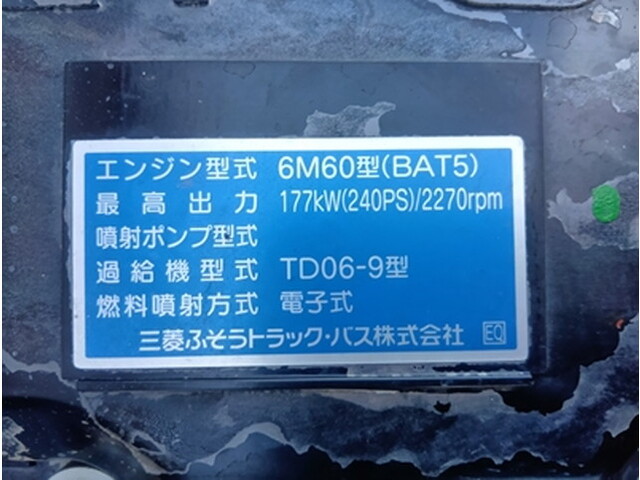 エンジン型式 6M60型(BAT5)
最高出力 177kW(240PS)/2270rpm
噴射ポンプ型式
過給機型式 TD06-9型
燃料噴射方式 電子式
三菱ふそうトラック・バス株式会社 EQ